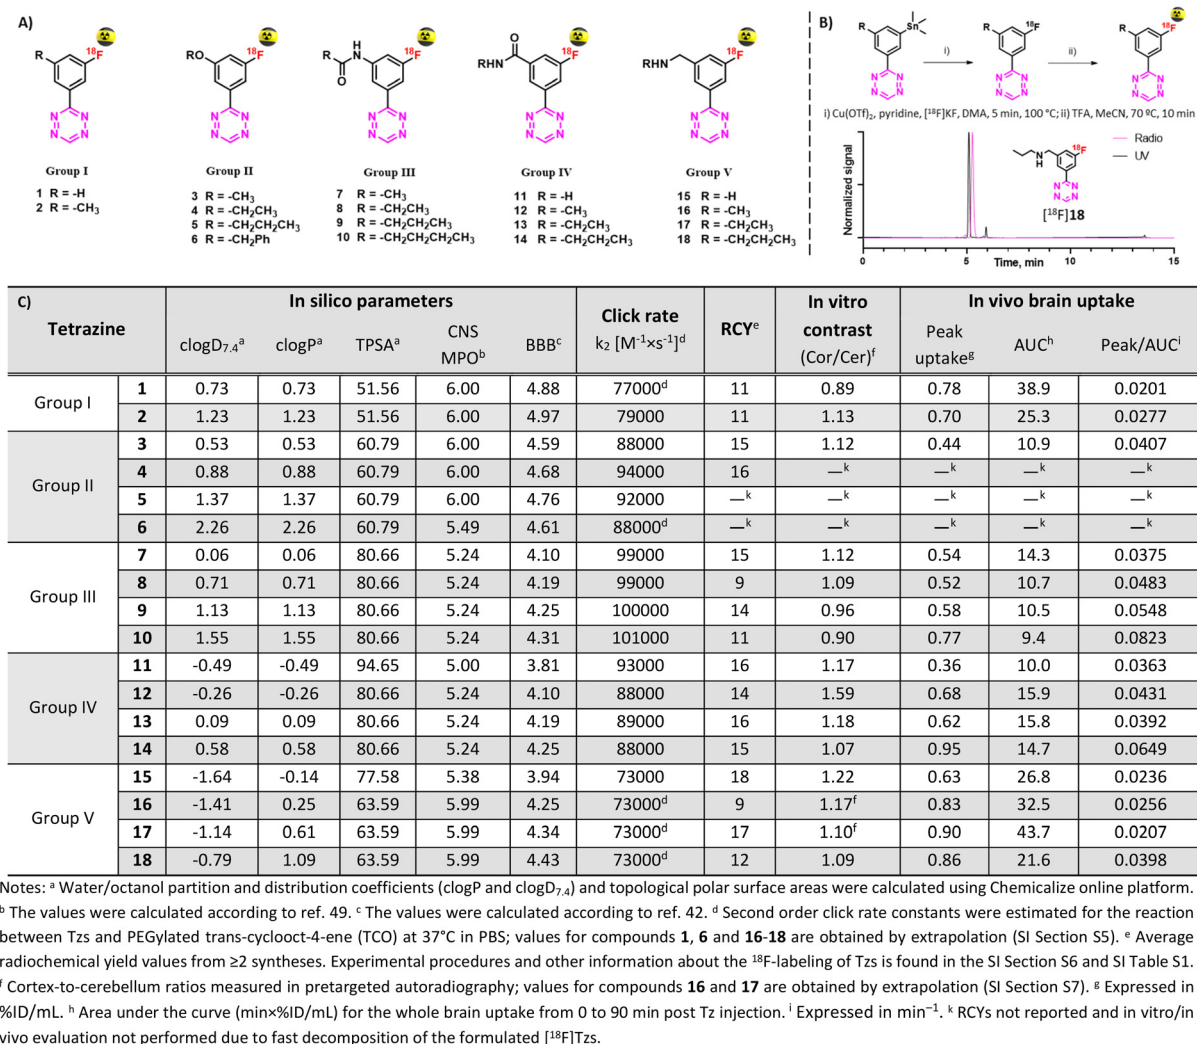 A)
R
18F
RO
18F
R
H
N
O
18F
O
RHN
18F
RHN
18F
N N
N N
N N
N N
N N
N N
N N
N N
N N
N N
Group I
Group II
Group III
Group IV
Group V
1 R = -H
2 R = -CH₃
3 R = -CH₃
4 R = -CH₂CH₃
5 R = -CH₂CH₂CH₃
6 R = -CH₂Ph
7 R = -CH₃
8 R = -CH₂CH₃
9 R = -CH₂CH₂CH₃
10 R = -CH₂CH₂CH₂CH₃
11 R = -H
12 R = -CH₃
13 R = -CH₂CH₃
14 R = -CH₂CH₂CH₃
15 R = -H
16 R = -CH₃
17 R = -CH₂CH₃
18 R = -CH₂CH₂CH₃
B)
R
Sn
i)
R
18F
ii)
R
18F
N N
N N
N N
N N
N N
N N
i) Cu(OTf)₂, pyridine, [¹⁸F]KF, DMA, 5 min, 100 °C; ii) TFA, MeCN, 70 ºC, 10 min
Normalized signal
Radio
UV
N
H
18F
N N
N N
[¹⁸F]18
0 5 10 15
Time, min
C)
Tetrazine In silico parameters Click rate k₂ [M⁻¹×s⁻¹]ᵈ RCYᵉ In vitro contrast (Cor/Cer)ᶠ In vivo brain uptake
clogD₇.₄ᵃ clogPᵃ TPSAᵃ CNS MPOᵇ BBBᶜ Peak uptakeᵍ AUCʰ Peak/AUCⁱ
Group I
1 0.73 0.73 51.56 6.00 4.88 77000ᵈ 11 0.89 0.78 38.9 0.0201
2 1.23 1.23 51.56 6.00 4.97 79000 11 1.13 0.70 25.3 0.0277
Group II
3 0.53 0.53 60.79 6.00 4.59 88000 15 1.12 0.44 10.9 0.0407
4 0.88 0.88 60.79 6.00 4.68 94000 16 —ᵏ —ᵏ —ᵏ —ᵏ
5 1.37 1.37 60.79 6.00 4.76 92000 —ᵏ —ᵏ —ᵏ —ᵏ —ᵏ
6 2.26 2.26 60.79 5.49 4.61 88000ᵈ —ᵏ —ᵏ —ᵏ —ᵏ —ᵏ
Group III
7 0.06 0.06 80.66 5.24 4.10 99000 15 1.12 0.54 14.3 0.0375
8 0.71 0.71 80.66 5.24 4.19 99000 9 1.09 0.52 10.7 0.0483
9 1.13 1.13 80.66 5.24 4.25 100000 14 0.96 0.58 10.5 0.0548
10 1.55 1.55 80.66 5.24 4.31 101000 11 0.90 0.77 9.4 0.0823
Group IV
11 -0.49 -0.49 94.65 5.00 3.81 93000 16 1.17 0.36 10.0 0.0363
12 -0.26 -0.26 80.66 5.24 4.10 88000 14 1.59 0.68 15.9 0.0431
13 0.09 0.09 80.66 5.24 4.19 89000 16 1.18 0.62 15.8 0.0392
14 0.58 0.58 80.66 5.24 4.25 88000 15 1.07 0.95 14.7 0.0649
Group V
15 -1.64 -0.14 77.58 5.38 3.94 73000 18 1.22 0.63 26.8 0.0236
16 -1.41 0.25 63.59 5.99 4.25 73000ᵈ 9 1.17ᶠ 0.83 32.5 0.0256
17 -1.14 0.61 63.59 5.99 4.34 73000ᵈ 17 1.10ᶠ 0.90 43.7 0.0207
18 -0.79 1.09 63.59 5.99 4.43 73000ᵈ 12 1.09 0.86 21.6 0.0398
Notes: ᵃ Water/octanol partition and distribution coefficients (clogP and clogD₇.₄) and topological polar surface areas were calculated using Chemicalize online platform.
ᵇ The values were calculated according to ref. 49. ᶜ The values were calculated according to ref. 42. ᵈ Second order click rate constants were estimated for the reaction
between Tzs and PEGylated trans-cyclooct-4-ene (TCO) at 37°C in PBS; values for compounds 1, 6 and 16-18 are obtained by extrapolation (SI Section S5). ᵉ Average
radiochemical yield values from ≥2 syntheses. Experimental procedures and other information about the ¹⁸F-labeling of Tzs is found in the SI Section S6 and SI Table S1.
ᶠ Cortex-to-cerebellum ratios measured in pretargeted autoradiography; values for compounds 16 and 17 are obtained by extrapolation (SI Section S7). ᵍ Expressed in
%ID/mL. ʰ Area under the curve (min×%ID/mL) for the whole brain uptake from 0 to 90 min post Tz injection. ⁱ Expressed in min⁻¹. ᵏ RCYs not reported and in vitro/in
vivo evaluation not performed due to fast decomposition of the formulated [¹⁸F]Tzs.